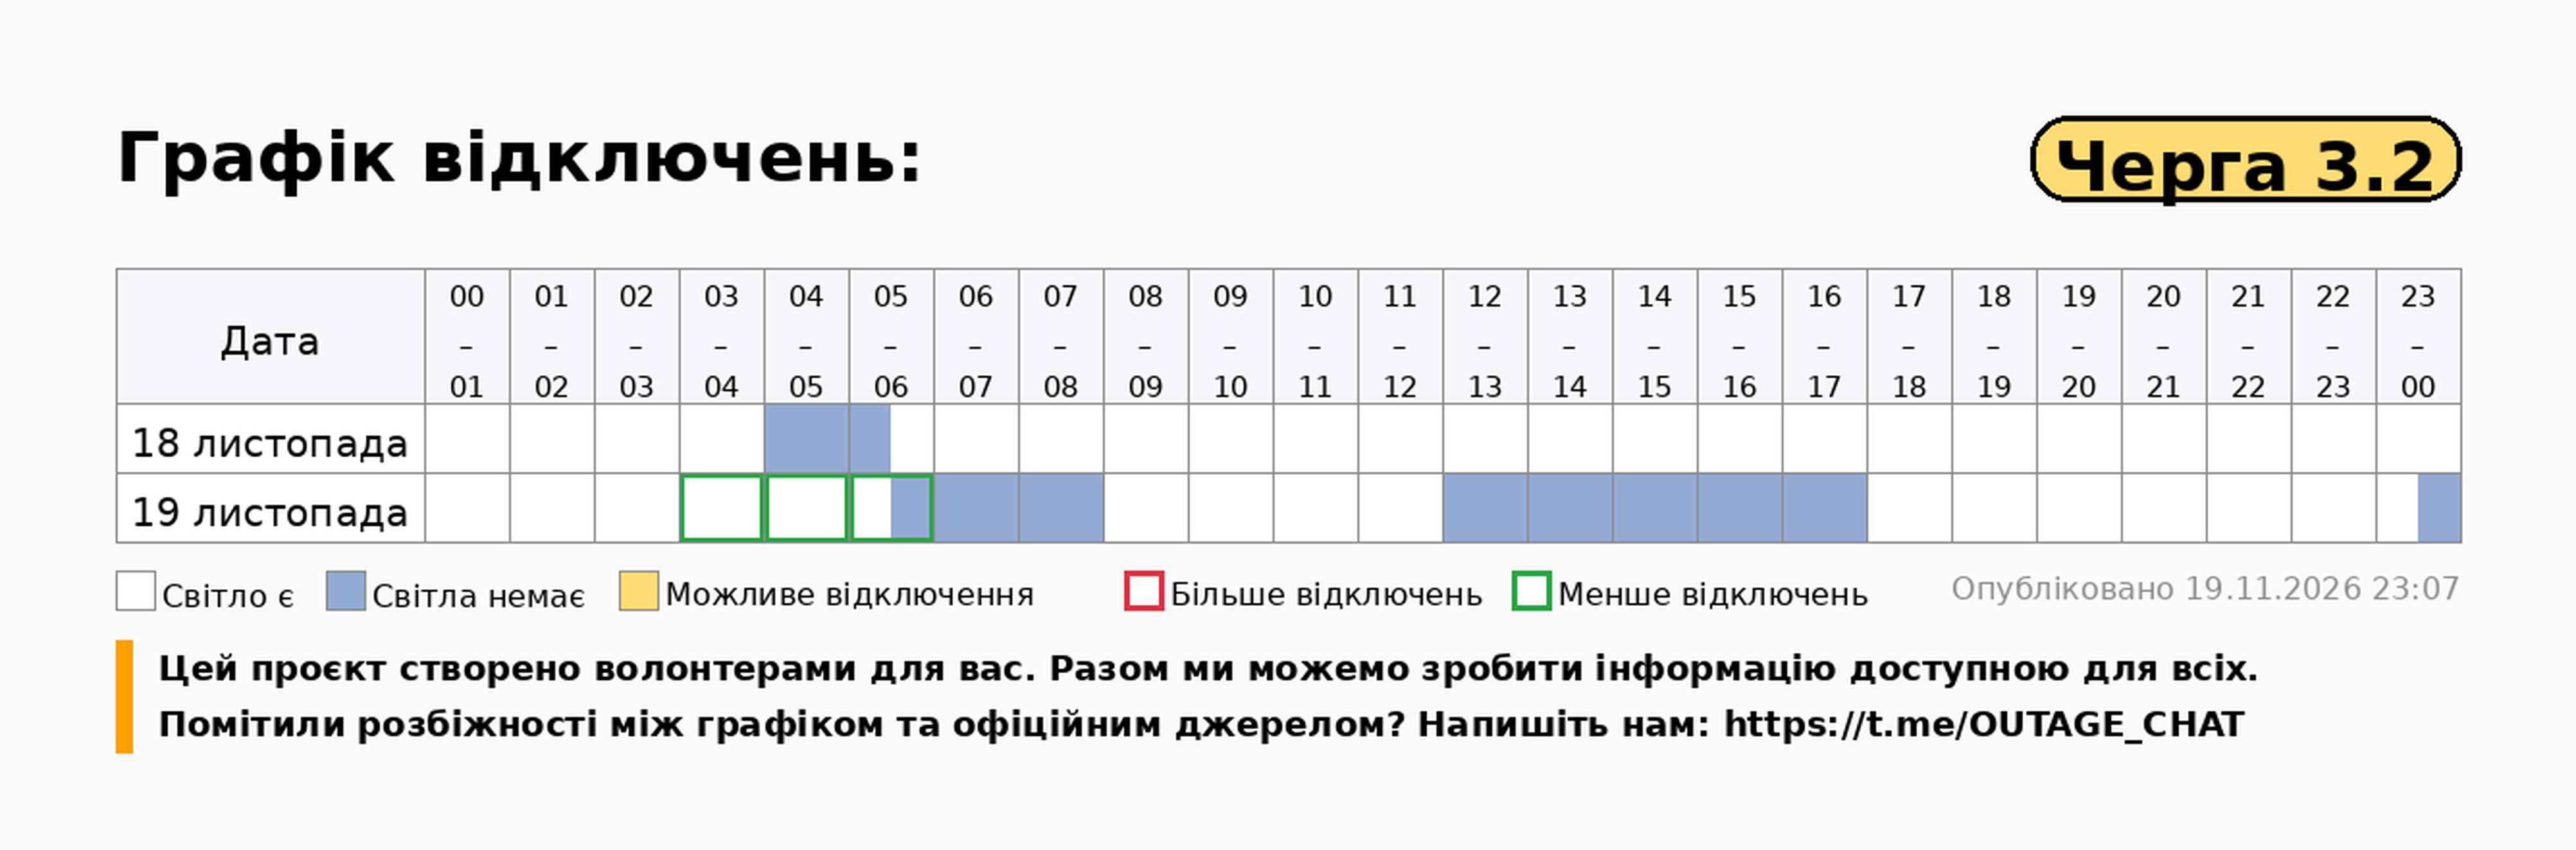 Графік відключень:
Черга 3.2
Дата
00 – 01
01 – 02
02 – 03
03 – 04
04 – 05
05 – 06
06 – 07
07 – 08
08 – 09
09 – 10
10 – 11
11 – 12
12 – 13
13 – 14
14 – 15
15 – 16
16 – 17
17 – 18
18 – 19
19 – 20
20 – 21
21 – 22
22 – 23
23 – 00
18 листопада
19 листопада
Світло є
Світла немає
Можливе відключення
Більше відключень
Менше відключень
Опубліковано 19.11.2026 23:07
Цей проєкт створено волонтерами для вас. Разом ми можемо зробити інформацію доступною для всіх.
Помітили розбіжності між графіком та офіційним джерелом? Напишіть нам: https://t.me/OUTAGE_CHAT